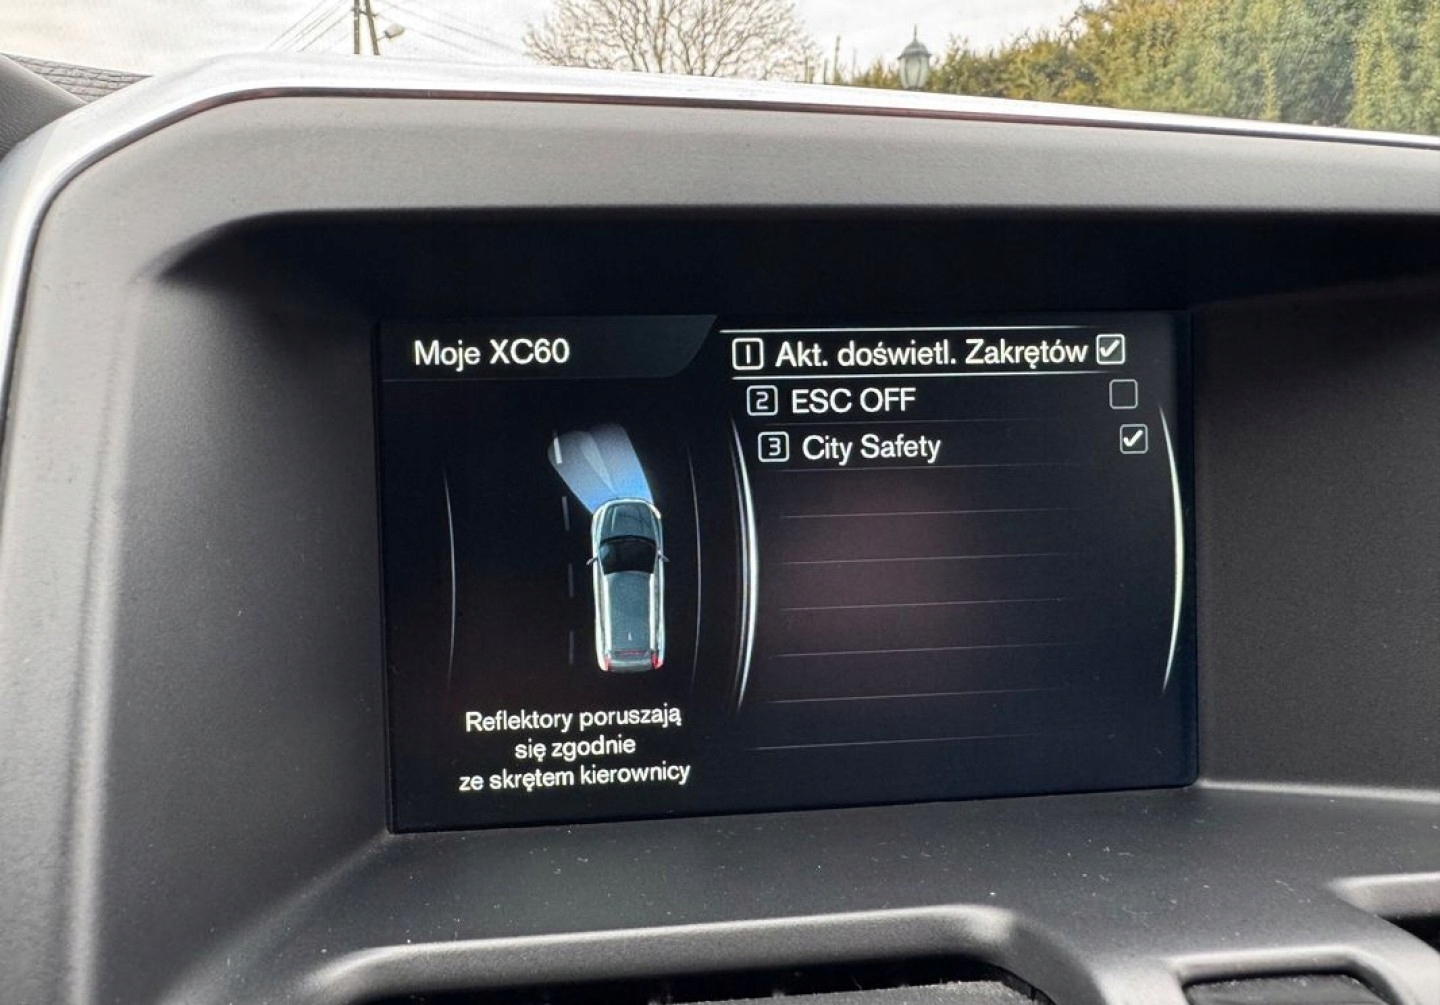 Moje XC60
1 Akt. doświetl. Zakrętów
2 ESC OFF
3 City Safety
Reflektory poruszają
się zgodnie
ze skrętem kierownicy